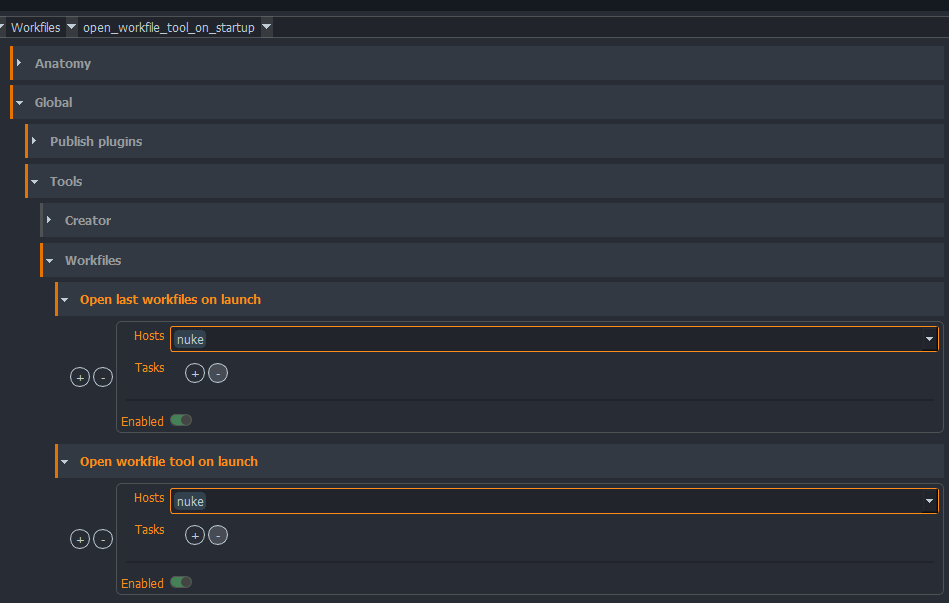 Workfiles open_workfile_tool_on_startup
Anatomy
Global
Publish plugins
Tools
Creator
Workfiles
Open last workfiles on launch
Hosts nuke
Tasks + -
+ -
Enabled
Open workfile tool on launch
Hosts nuke
Tasks + -
+ -
Enabled